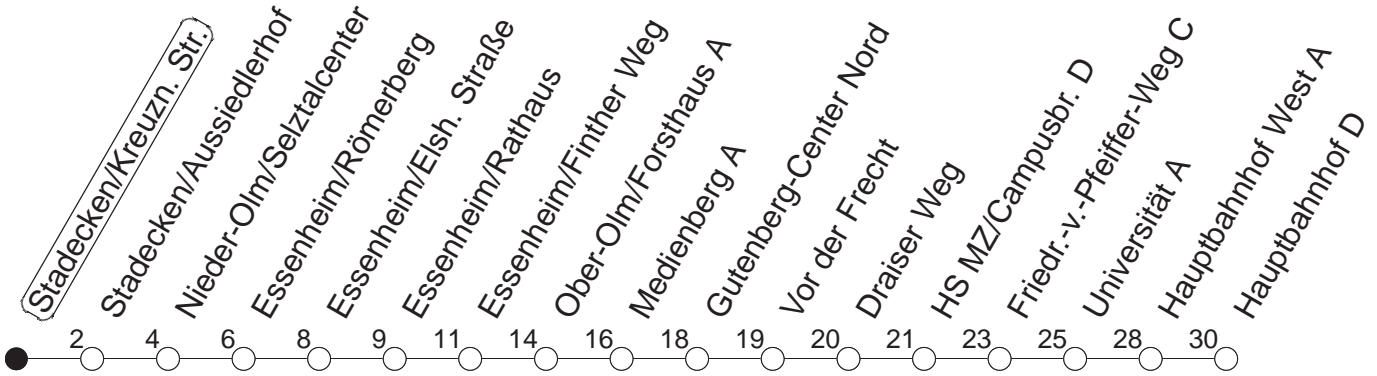 Stadecken/Kreuzn. Str.
Stadecken/Aussiedlerhof
Nieder-Olm/Selztalcenter
Essenheim/Römerberg
Essenheim/Elsh. Straße
Essenheim/Rathaus
Essenheim/Finther Weg
Ober-Olm/Forsthaus A
Medienberg A
Gutenberg-Center Nord
Vor der Frecht
Draiser Weg
HS MZ/Campusbr. D
Friedr.-v.-Pfeiffer-Weg C
Universität A
Hauptbahnhof West A
Hauptbahnhof D
2 4 6 8 9 11 14 16 18 19 20 21 23 25 28 30